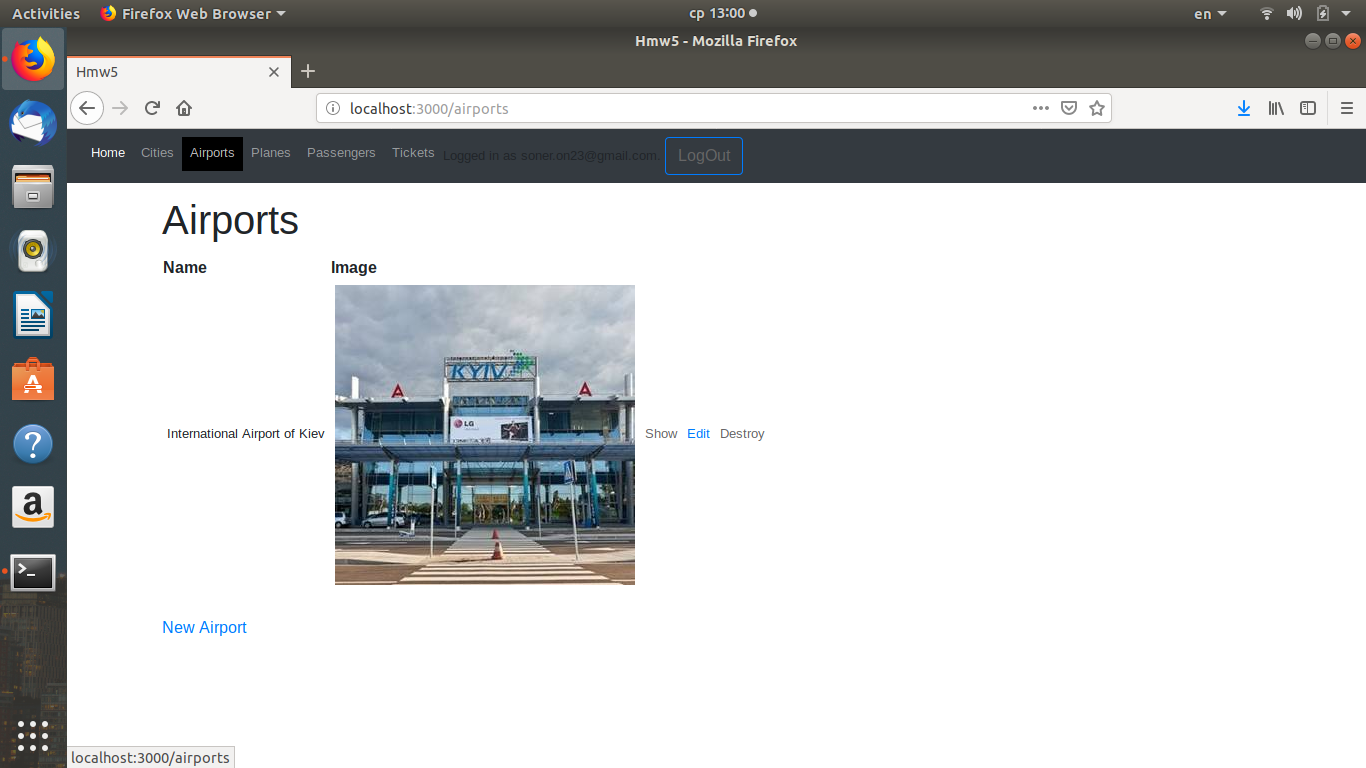 Activities Firefox Web Browser ср 13:00 en
Hmw5 - Mozilla Firefox
Hmw5
localhost:3000/airports
Home Cities Airports Planes Passengers Tickets Logged in as soner.on23@gmail.com. LogOut
Airports
Name Image
KYIV
A A
LG
International Airport of Kiev Show Edit Destroy
New Airport
localhost:3000/airports